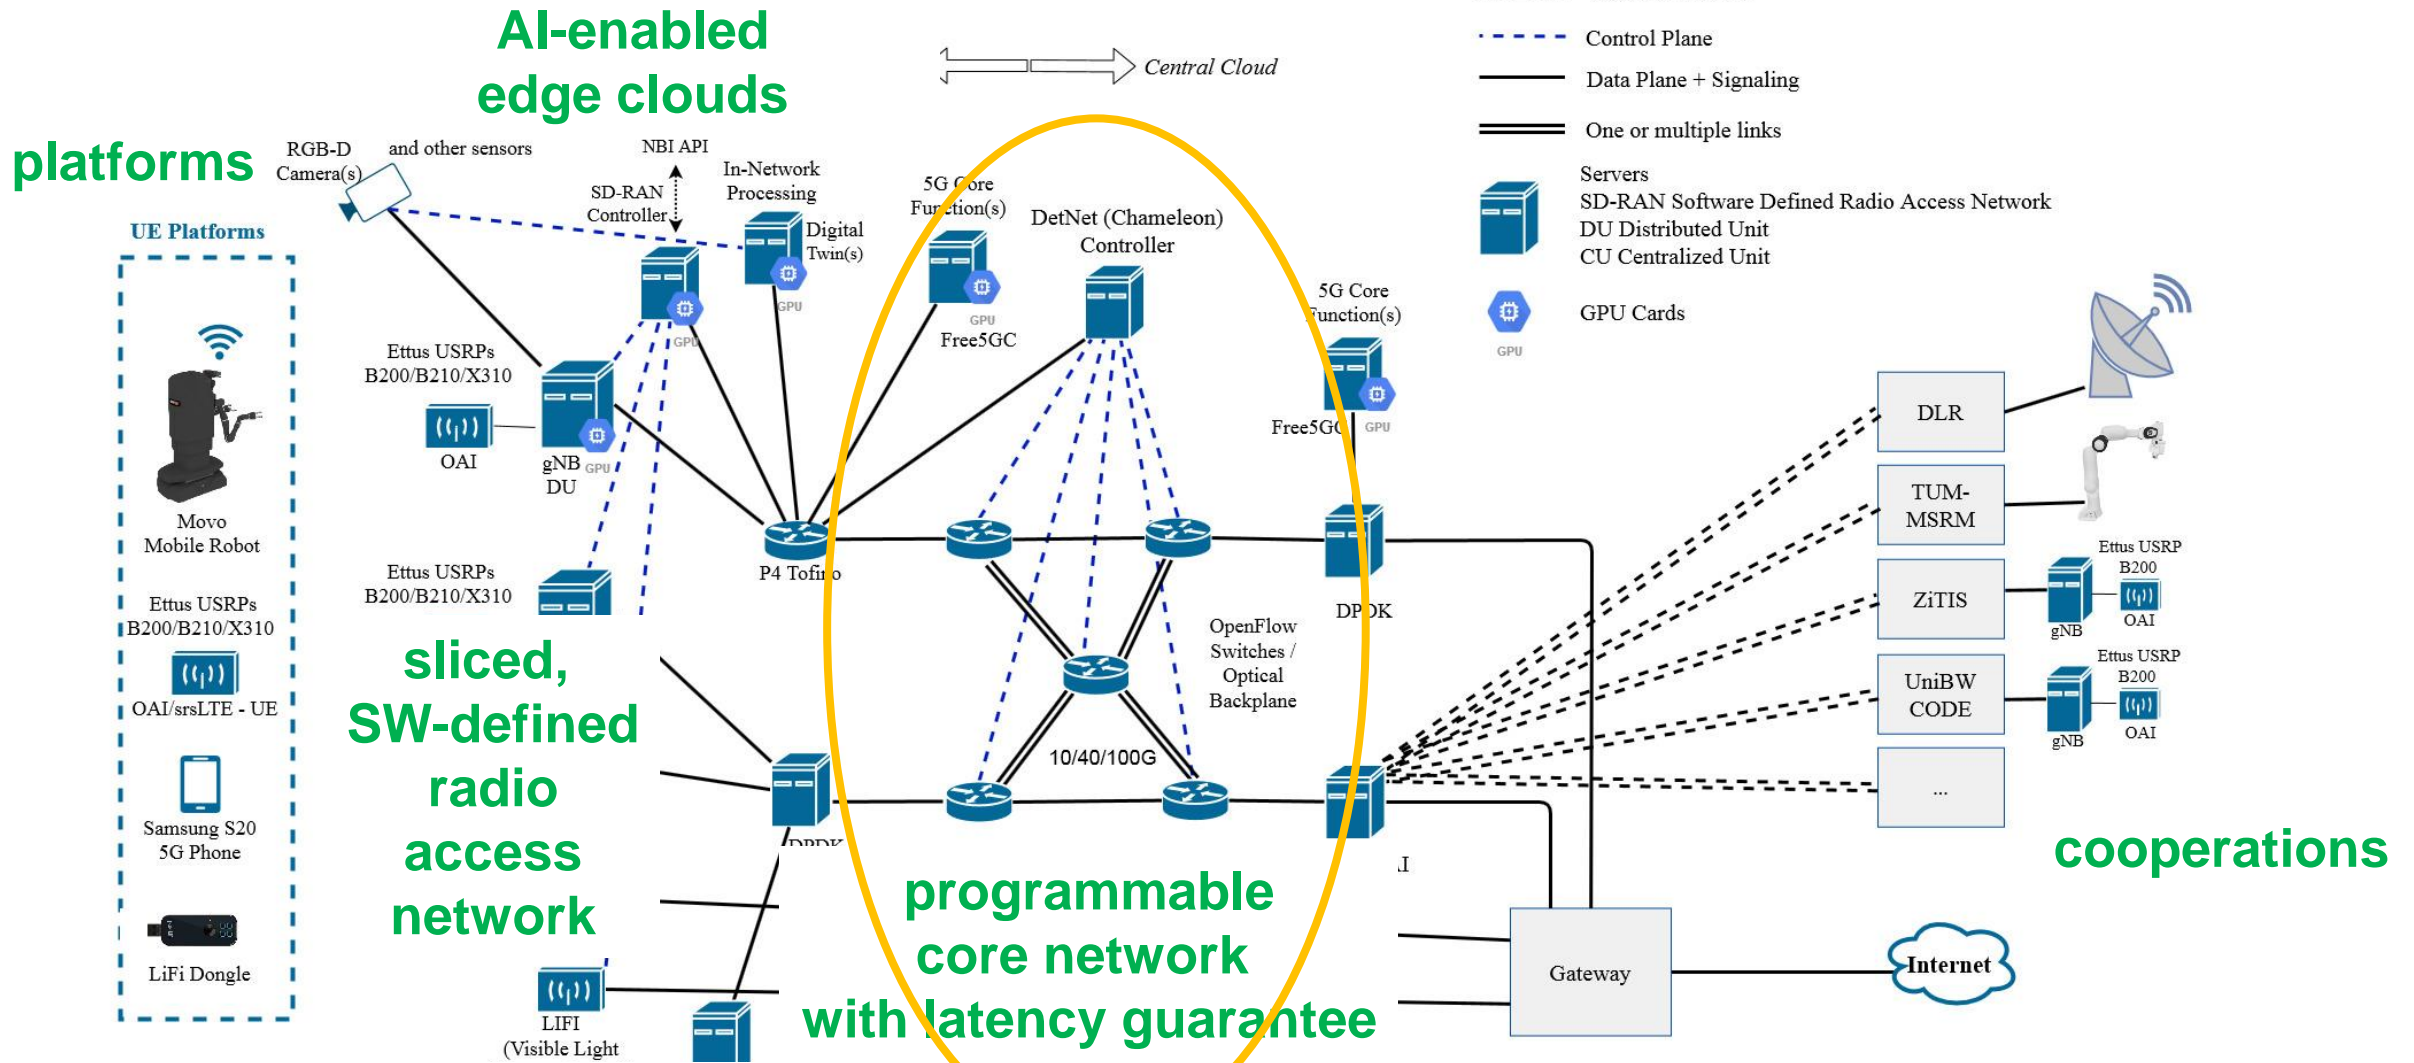 AI-enabled
edge clouds
Central Cloud
Control Plane
Data Plane + Signaling
One or multiple links
Servers
SD-RAN Software Defined Radio Access Network
DU Distributed Unit
CU Centralized Unit
GPU Cards
GPU
platforms
RGB-D
Camera(s)
and other sensors
NBI API
SD-RAN
Controller
In-Network
Processing
Digital
Twin(s)
GPU
GPU
5G Core
Function(s)
GPU
Free5GC
DetNet (Chameleon)
Controller
5G Core
Function(s)
Free5GC
GPU
UE Platforms
Movo
Mobile Robot
Ettus USRPs
B200/B210/X310
OAI/srsLTE - UE
Samsung S20
5G Phone
LiFi Dongle
Ettus USRPs
B200/B210/X310
OAI
gNB
DU
GPU
Ettus USRPs
B200/B210/X310
P4 Tofino
DPDK
OpenFlow
Switches /
Optical
Backplane
10/40/100G
sliced,
SW-defined
radio
access
network
DPDK
LIFI
(Visible Light
programmable
core network
with latency guarantee
AI
DLR
TUM-
MSRM
ZiTIS
UniBW
CODE
...
Ettus USRP
B200
gNB
OAI
Ettus USRP
B200
gNB
OAI
cooperations
Gateway
Internet